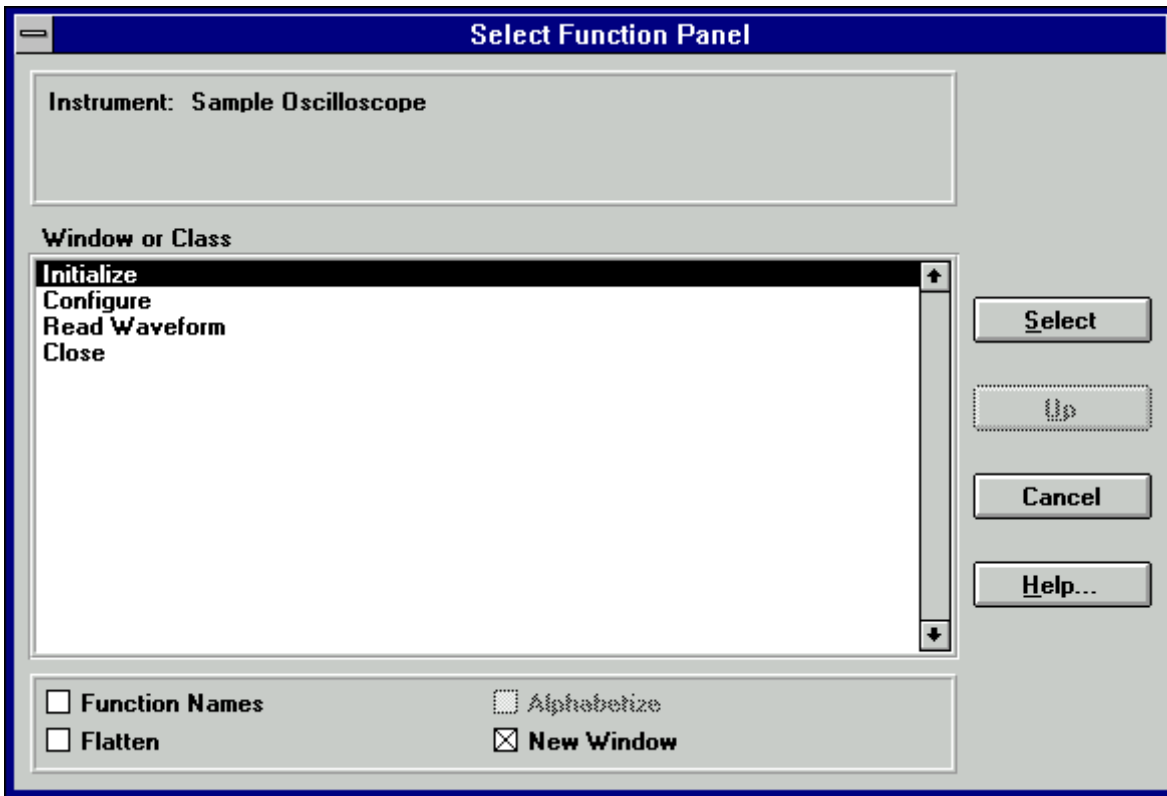 Select Function Panel
Instrument: Sample Oscilloscope
Window or Class
Initialize
Configure
Read Waveform
Close
Select
Up
Cancel
Help...
Function Names
Alphabetize
Flatten
New Window